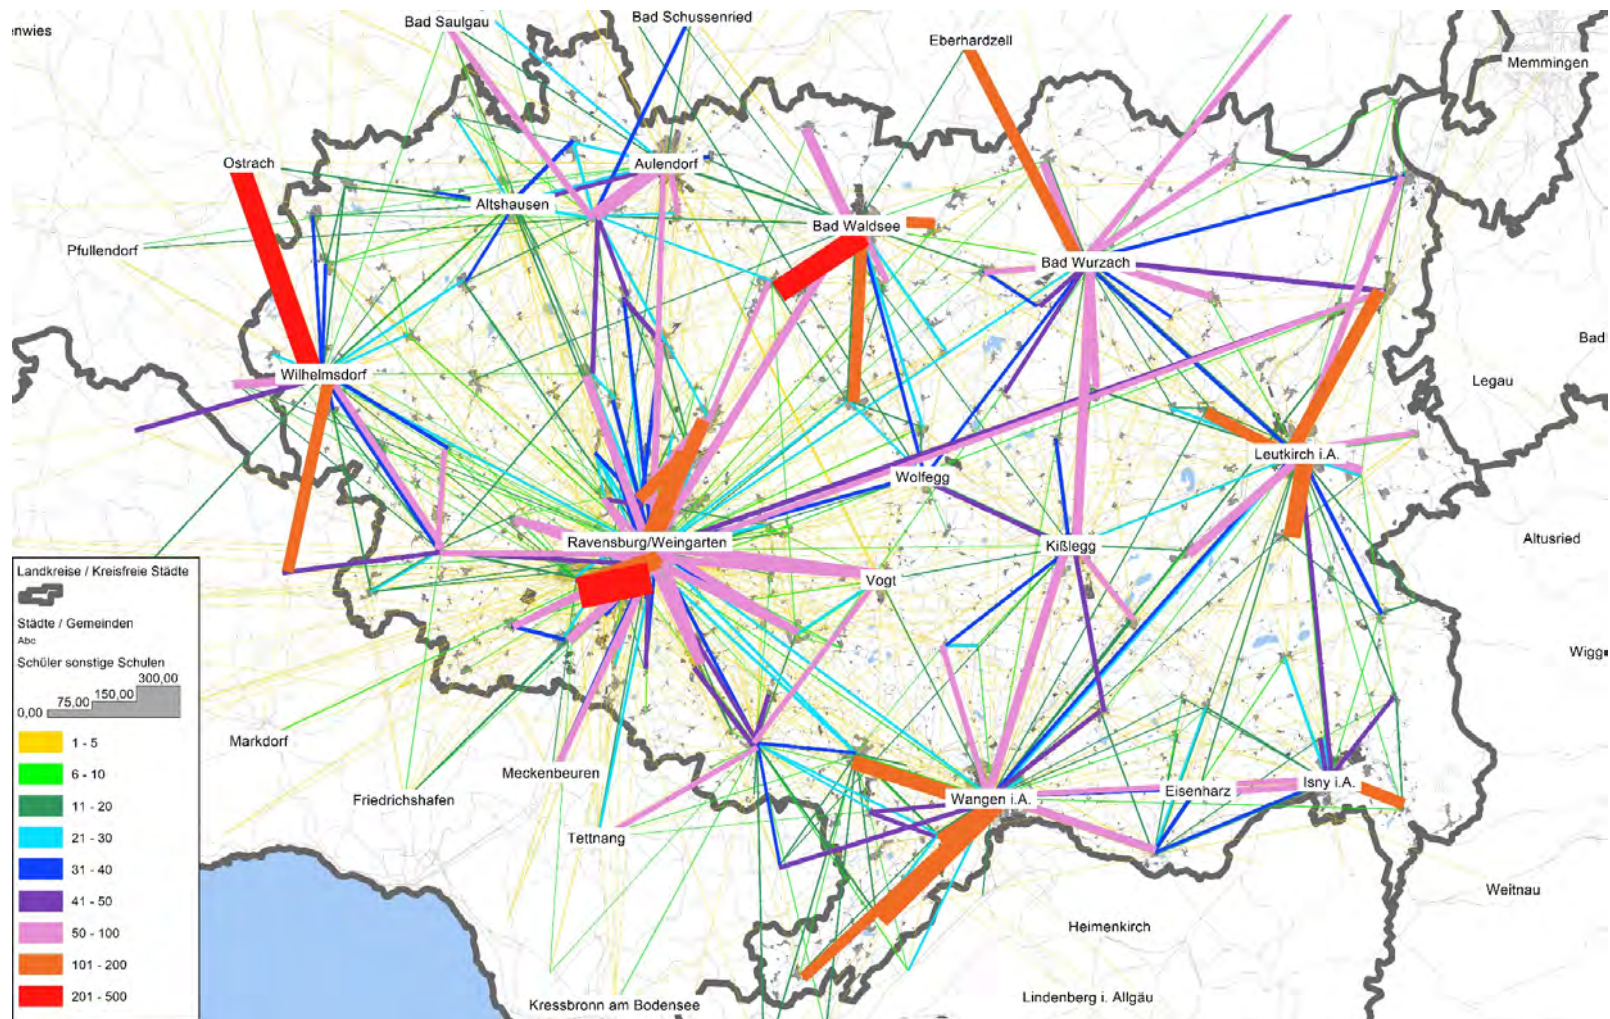 enwies
Bad Saulgau
Bad Schussenried
Eberhardzell
Memmingen
Ostrach
Aulendorf
Altshausen
Bad Waldsee
Pfullendorf
Bad Wurzach
Bad
Wilhelmsdorf
Legau
Leutkirch i.A.
Wolfegg
Ravensburg/Weingarten
Kißlegg
Altusried
Vogt
Landkreise / Kreisfreie Städte
Städte / Gemeinden
Abc
Schüler sonstige Schulen
300,00
150,00
75,00
0,00
1 - 5
6 - 10
11 - 20
21 - 30
31 - 40
41 - 50
50 - 100
101 - 200
201 - 500
Wigg
Markdorf
Meckenbeuren
Friedrichshafen
Wangen i.A.
Eisenharz
Isny i.A.
Tettnang
Weitnau
Heimenkirch
Lindenberg i. Allgäu
Kressbronn am Bodensee